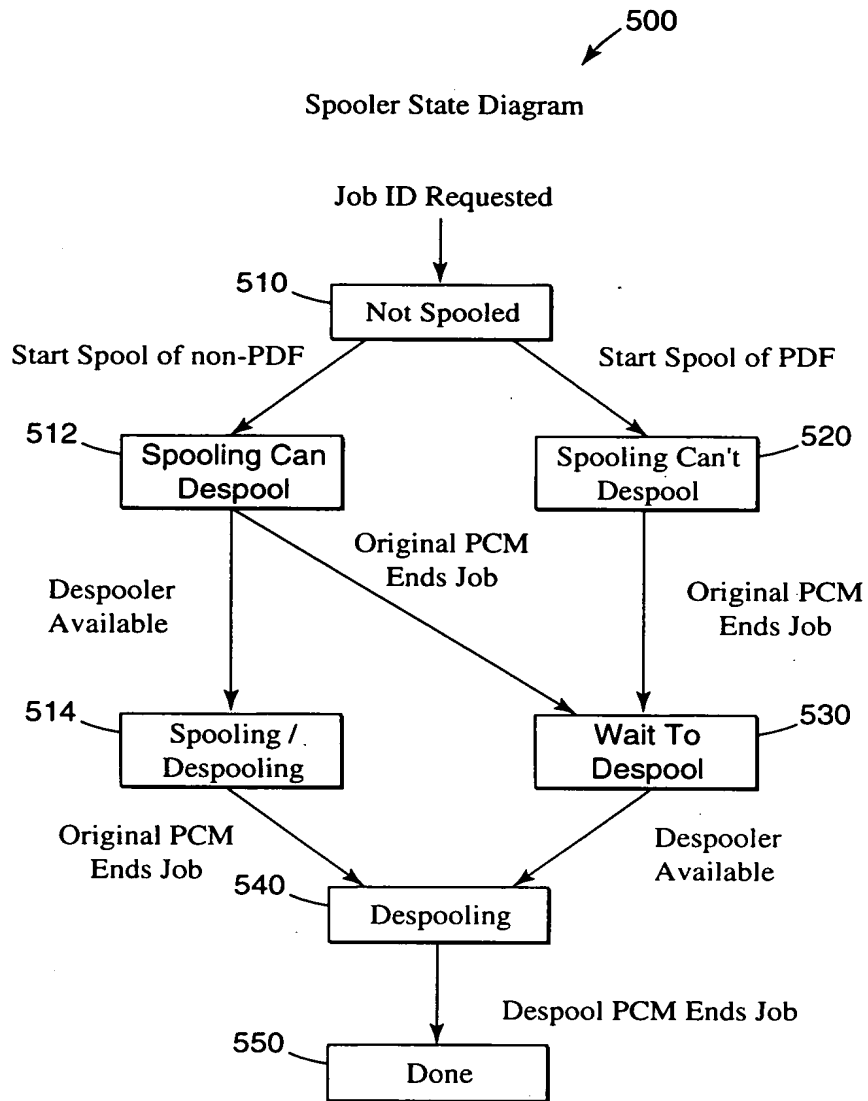 500
Spooler State Diagram
Job ID Requested
510
Not Spooled
Start Spool of non-PDF
Start Spool of PDF
512
Spooling Can
Despool
520
Spooling Can't
Despool
Original PCM
Ends Job
Despooler
Available
Original PCM
Ends Job
514
Spooling /
Despooling
530
Wait To
Despool
Original PCM
Ends Job
Despooler
Available
540
Despooling
Despool PCM Ends Job
550
Done